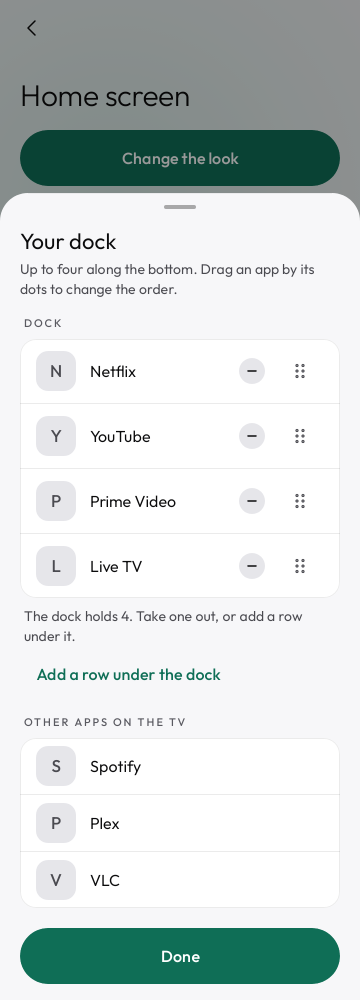 Home screen
Change the look
Your dock
Up to four along the bottom. Drag an app by its
dots to change the order.
DOCK
N Netflix
Y YouTube
P Prime Video
L Live TV
The dock holds 4. Take one out, or add a row
under it.
Add a row under the dock
OTHER APPS ON THE TV
S Spotify
P Plex
V VLC
Done